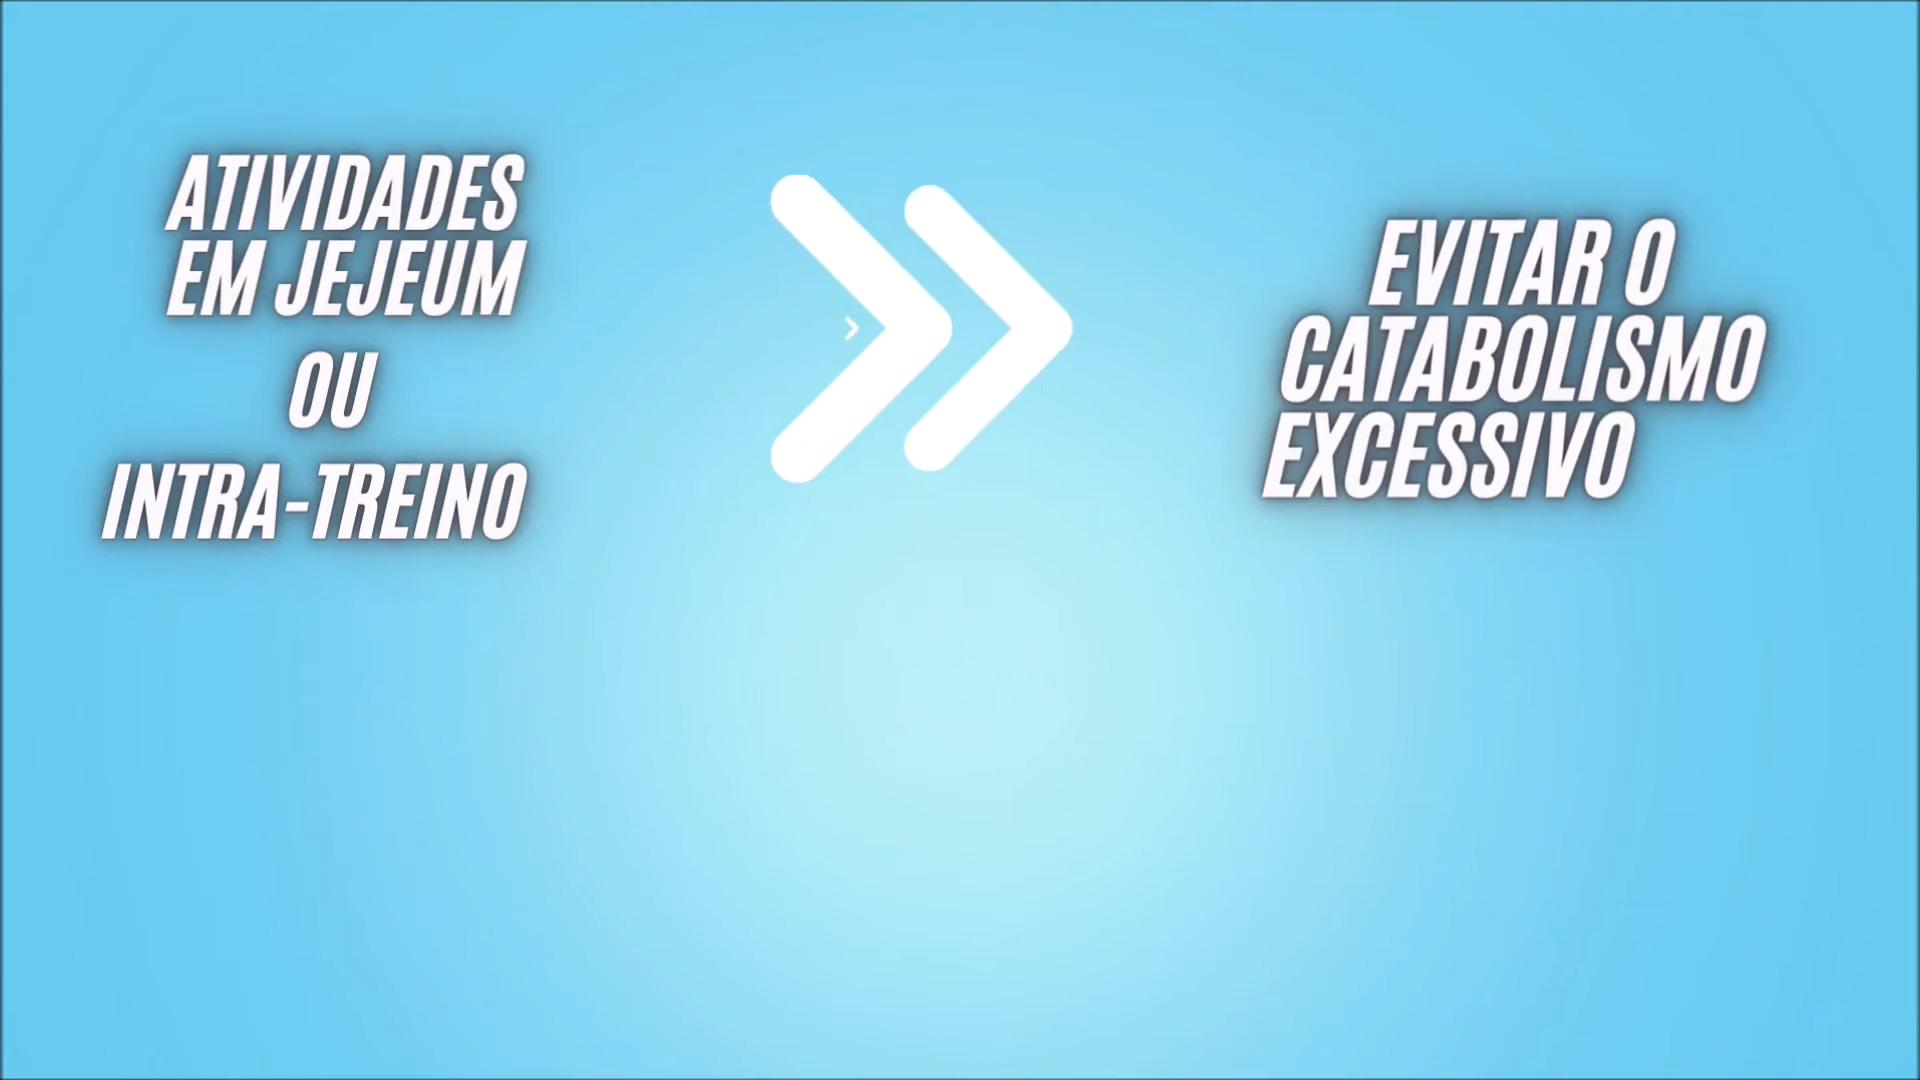 ATIVIDADES
EM JEJEUM
OU
INTRA-TREINO
EVITAR O
CATABOLISMO
EXCESSIVO